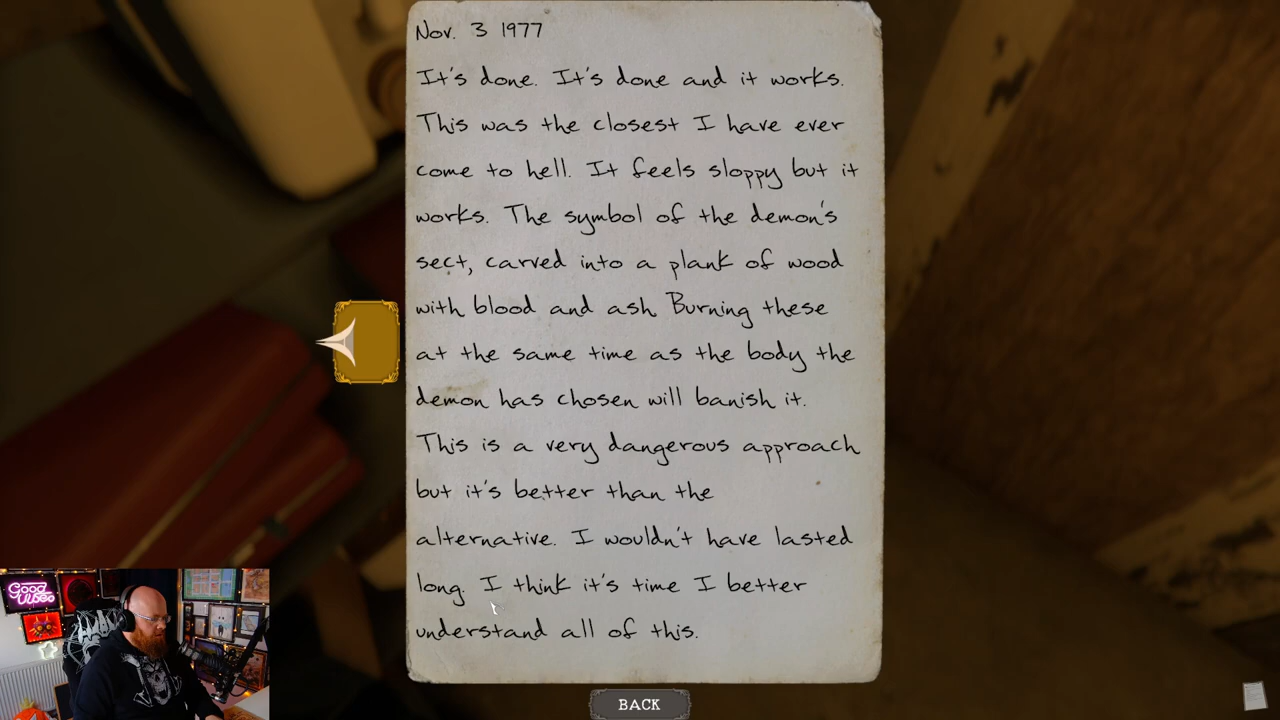 Nov. 3 1977
It's done. It's done and it works.
This was the closest I have ever
come to hell. It feels sloppy but it
works. The symbol of the demon's
sect, carved into a plank of wood
with blood and ash. Burning these
at the same time as the body the
demon has chosen will banish it.
This is a very dangerous approach
but it's better than the
alternative. I wouldn't have lasted
long. I think it's time I better
understand all of this.
BACK
Good
Vibes